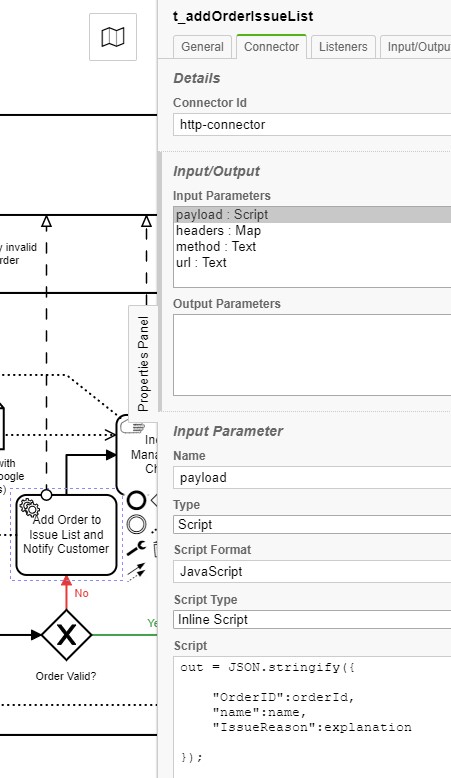 t_addOrderIssueList
General
Connector
Listeners
Input/Outpu
Details
Connector Id
http-connector
Input/Output
Input Parameters
payload : Script
headers : Map
method : Text
url : Text
Output Parameters
Properties Panel
Input Parameter
Name
payload
Type
Script
Script Format
JavaScript
Script Type
Inline Script
Script
out = JSON.stringify({
"OrderID":orderId,
"name":name,
"IssueReason":explanation
});
y invalid
rder
with
oogle
s)
In
Mana
Ch
Add Order to
Issue List and
Notify Customer
No
Ye
Order Valid?